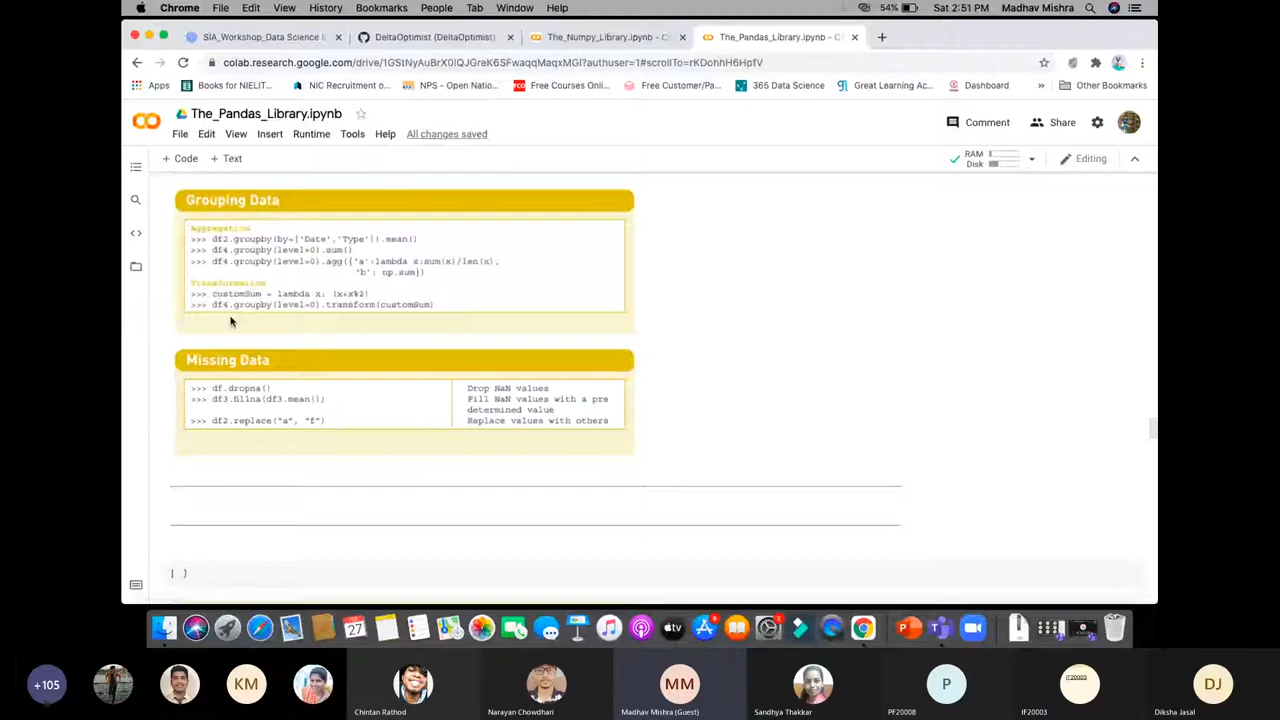 Chrome File Edit View History Bookmarks People Tab Window Help 54% Sat 2:51 PM Madhav Mishra
SIA_Workshop_Data Science I DeltaOptimist (DeltaOptimist) The_Numpy_Library.ipynb - C The_Pandas_Library.ipynb - C
colab.research.google.com/drive/1GStNyAuBrX0IQJGreK6SFwaqqMaqxMGl?authuser=1#scrollTo=rKDohhH6HpfV
Apps Books for NIELIT... NIC Recruitment o... NPS - Open Natio... Free Courses Onlin... Free Customer/Pa... 365 Data Science Great Learning Ac... Dashboard » Other Bookmarks
The_Pandas_Library.ipynb
Comment Share
File Edit View Insert Runtime Tools Help All changes saved
+ Code + Text RAM Disk Editing
Grouping Data
Aggregation
>>> df2.groupby(by=['Date','Type']).mean()
>>> df4.groupby(level=0).sum()
>>> df4.groupby(level=0).agg({'a':lambda x:sum(x)/len(x),
'b': np.sum})
Transformation
>>> customSum = lambda x: (x+x%2)
>>> df4.groupby(level=0).transform(customSum)
Missing Data
>>> df.dropna() Drop NaN values
>>> df3.fillna(df3.mean()); Fill NaN values with a pre
determined value
>>> df2.replace("a", "f") Replace values with others
[ ]
27
+105 KM MM P IF20003 DJ
Chintan Rathod Narayan Chowdhari Madhav Mishra (Guest) Sandhya Thakkar PF20008 IF20003 Diksha Jasal